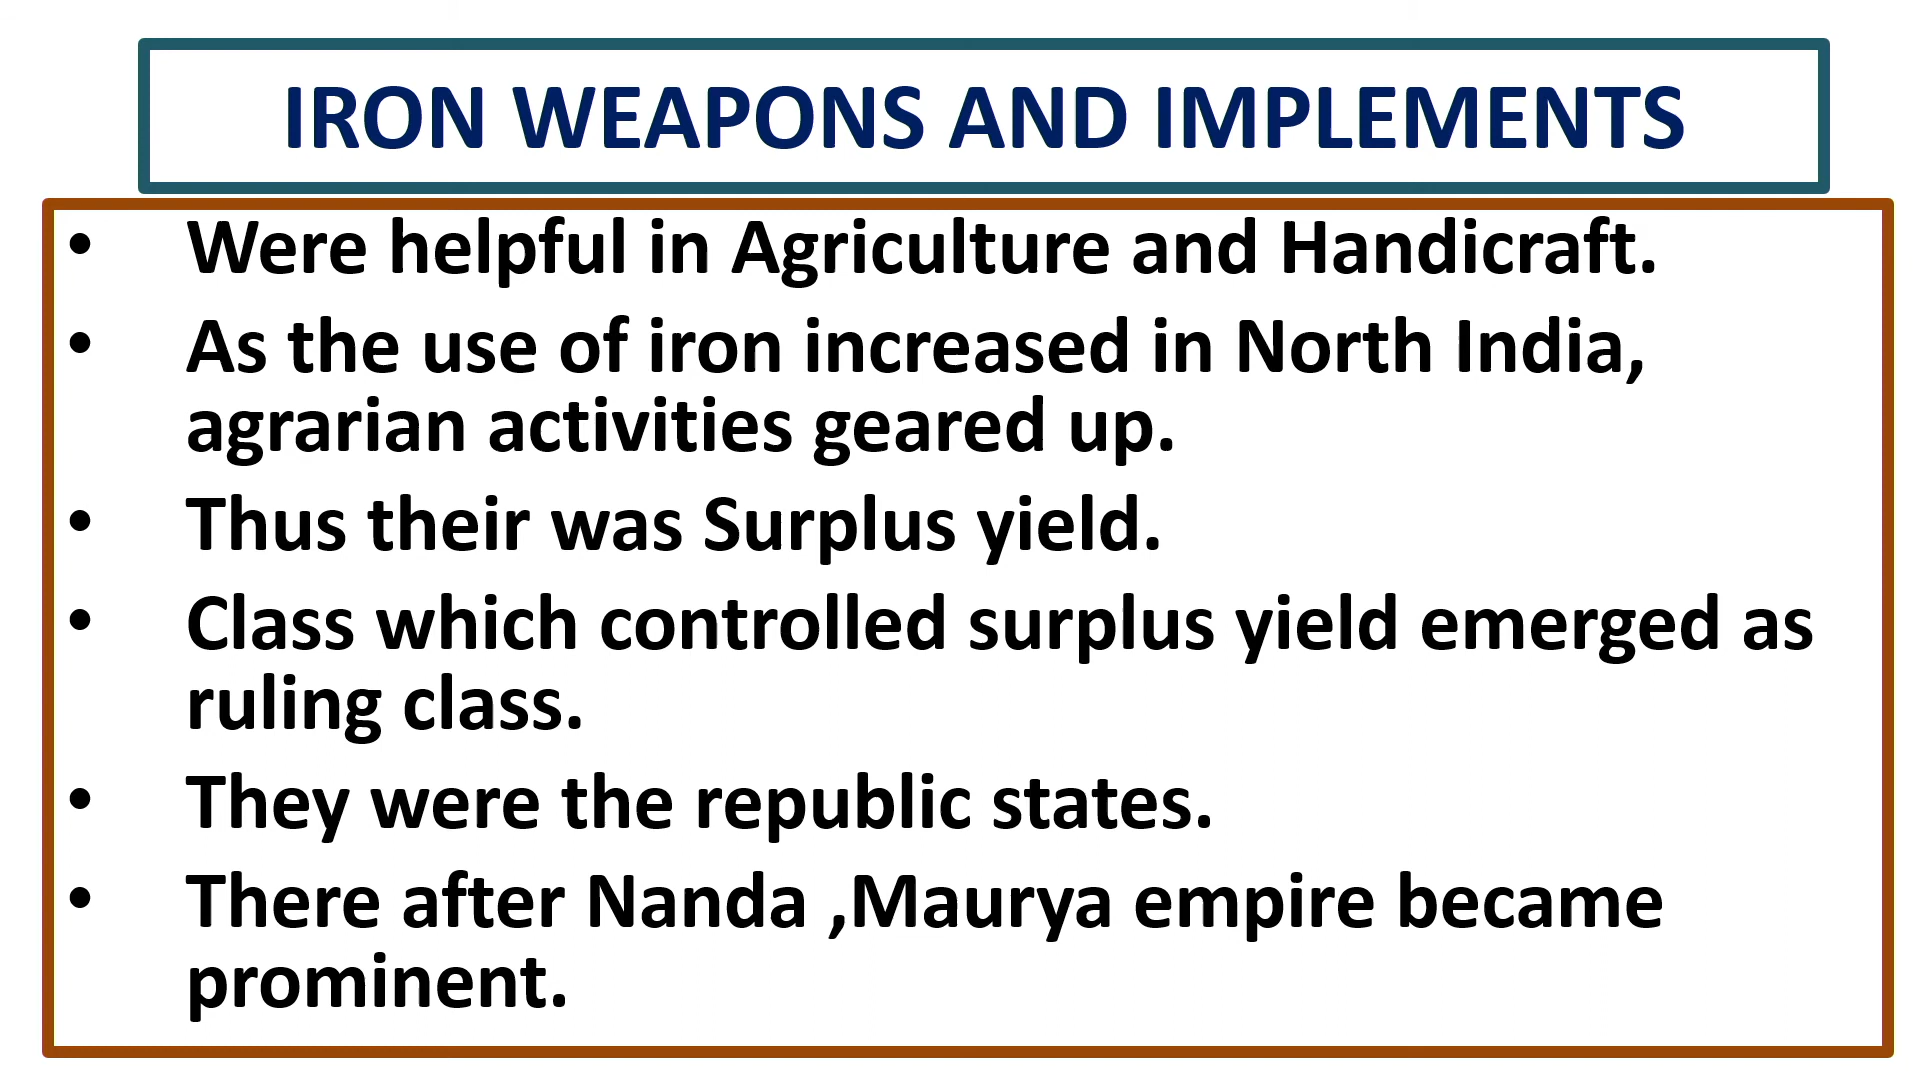 IRON WEAPONS AND IMPLEMENTS
• Were helpful in Agriculture and Handicraft.
• As the use of iron increased in North India,
agrarian activities geared up.
• Thus their was Surplus yield.
• Class which controlled surplus yield emerged as
ruling class.
• They were the republic states.
• There after Nanda ,Maurya empire became
prominent.